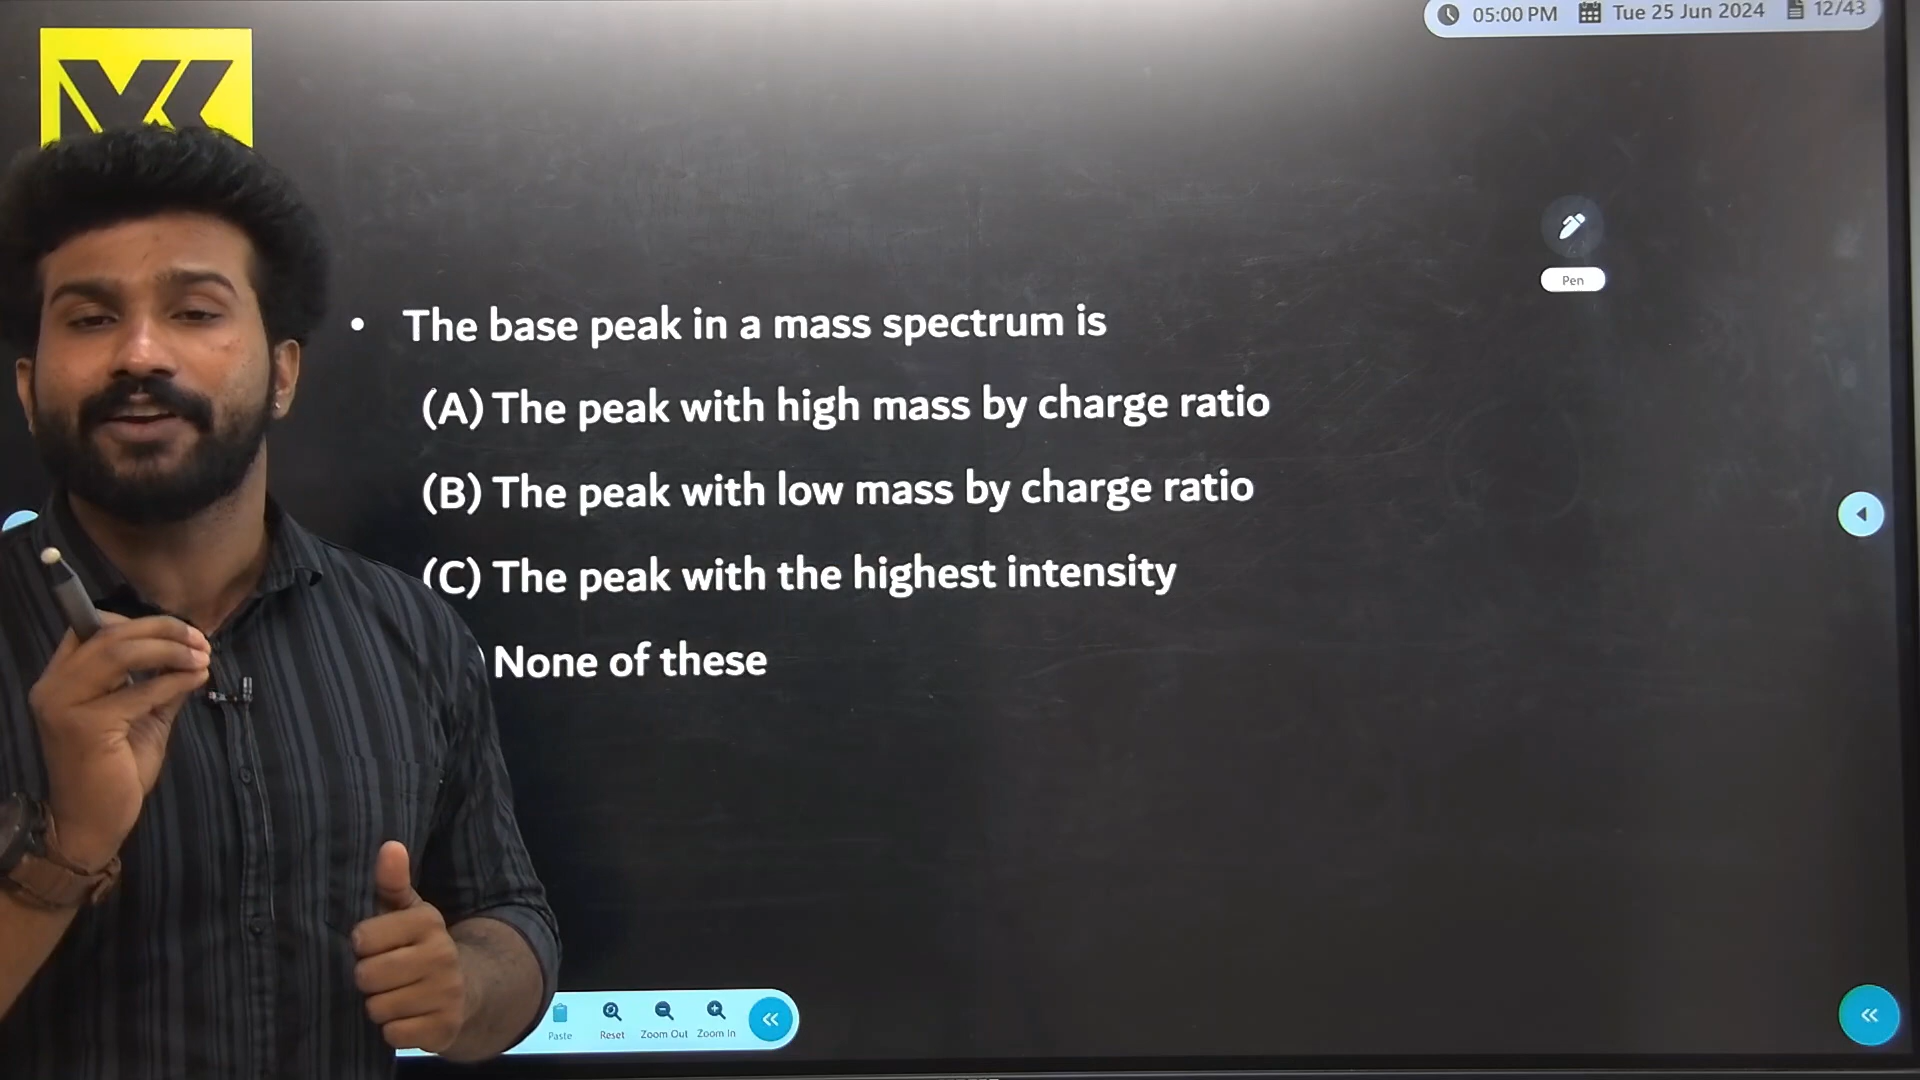 05:00 PM Tue 25 Jun 2024 12/43
Pen
• The base peak in a mass spectrum is
(A) The peak with high mass by charge ratio
(B) The peak with low mass by charge ratio
(C) The peak with the highest intensity
) None of these
Paste Reset Zoom Out Zoom In